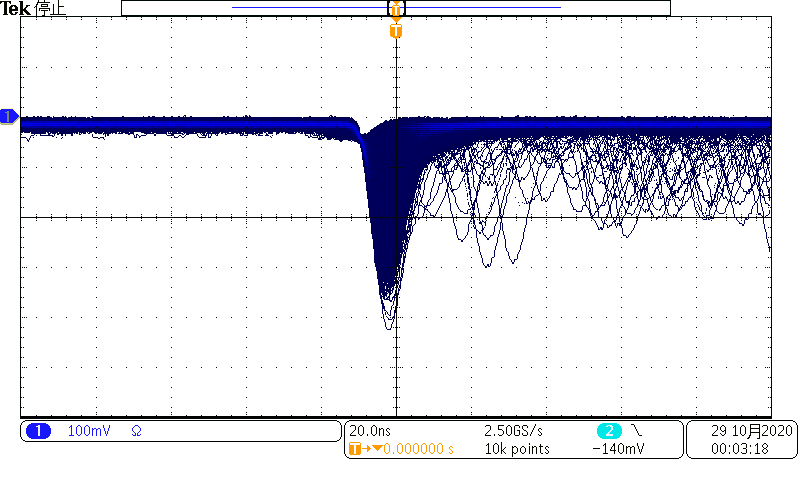 Tek 停止
T
T
1
1 100mV Ω
20.0ns 2.50GS/s 2
T→▼0.000000 s 10k points −140mV
29 10月2020
00:03:18